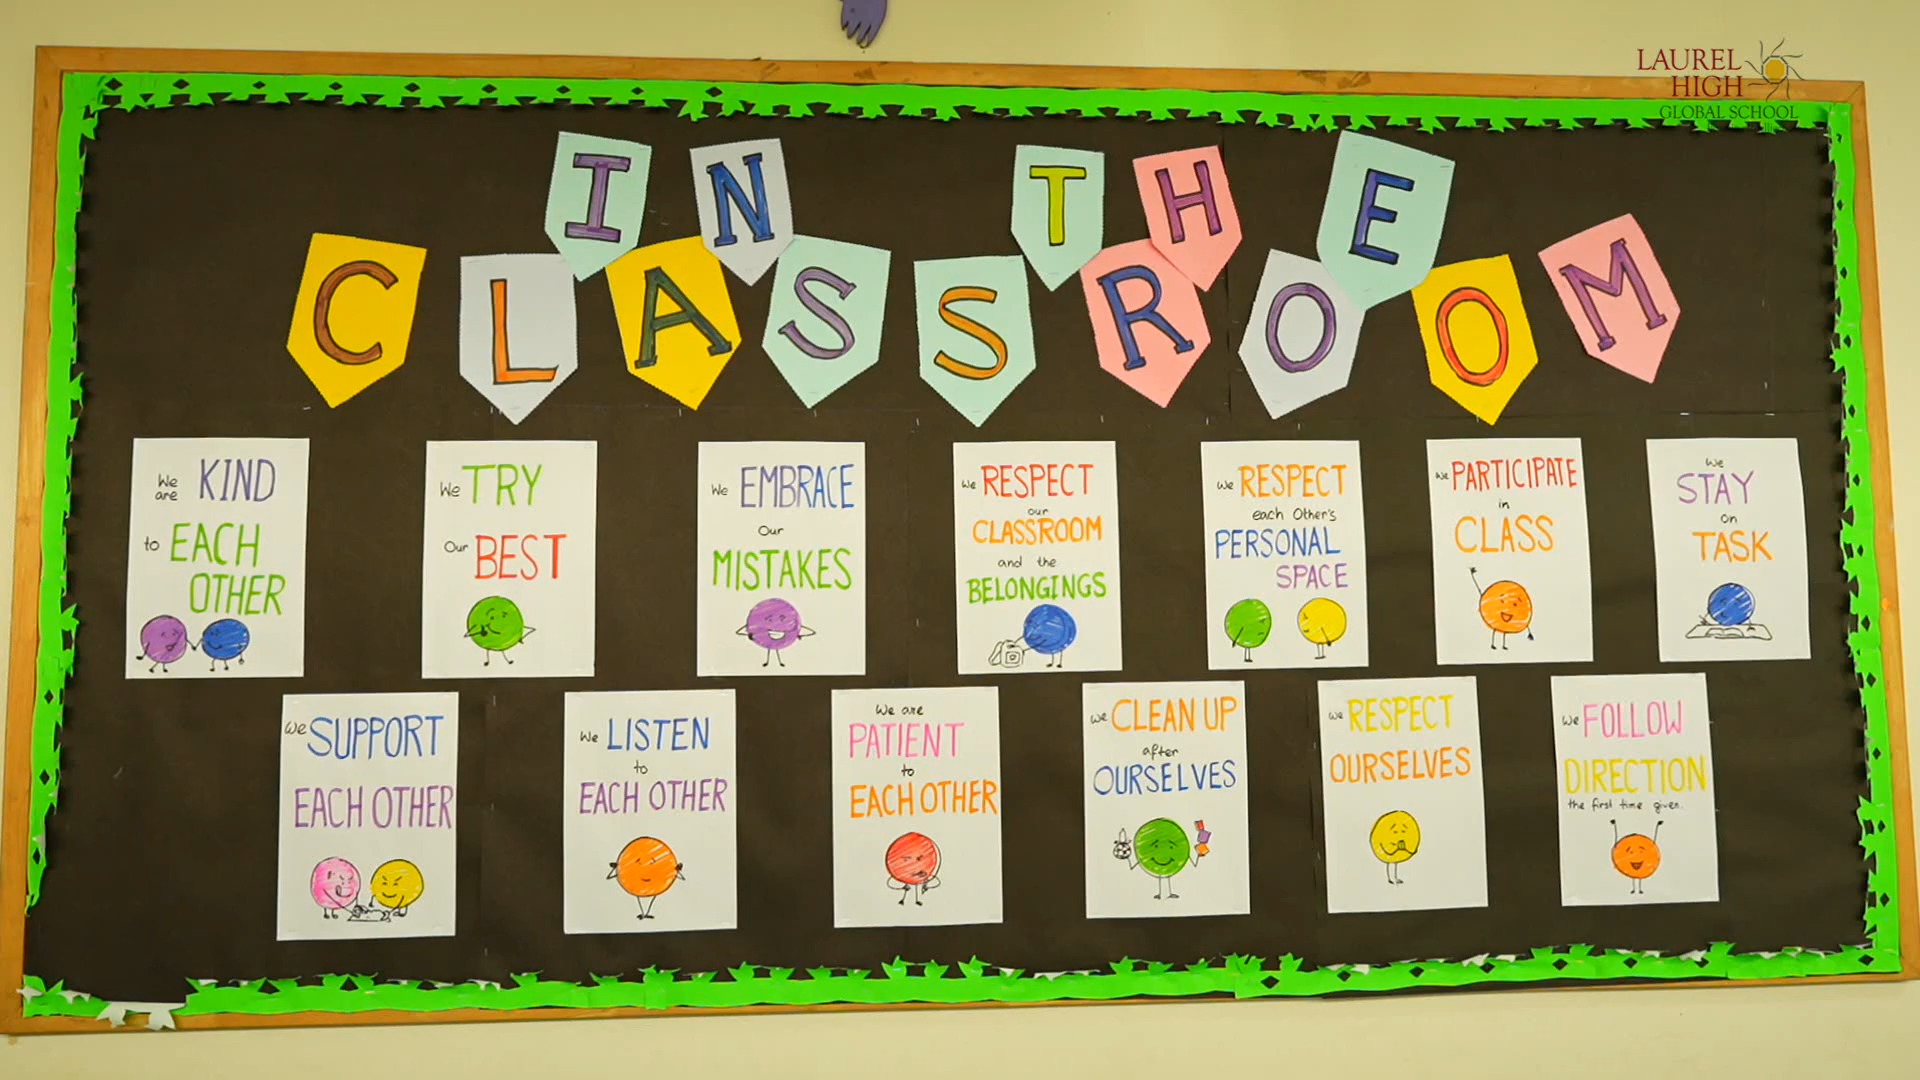 LAUREL
HIGH
GLOBAL SCHOOL
IN THE
CLASSROOM
We are KIND
to EACH
OTHER
We TRY
Our BEST
We EMBRACE
Our
MISTAKES
We RESPECT
our
CLASSROOM
and the
BELONGINGS
We RESPECT
each Other's
PERSONAL
SPACE
We PARTICIPATE
in
CLASS
We
STAY
on
TASK
We SUPPORT
EACH OTHER
We LISTEN
to
EACH OTHER
We are
PATIENT
to
EACH OTHER
We CLEAN UP
after
OURSELVES
We RESPECT
OURSELVES
We FOLLOW
DIRECTION
the first time given.